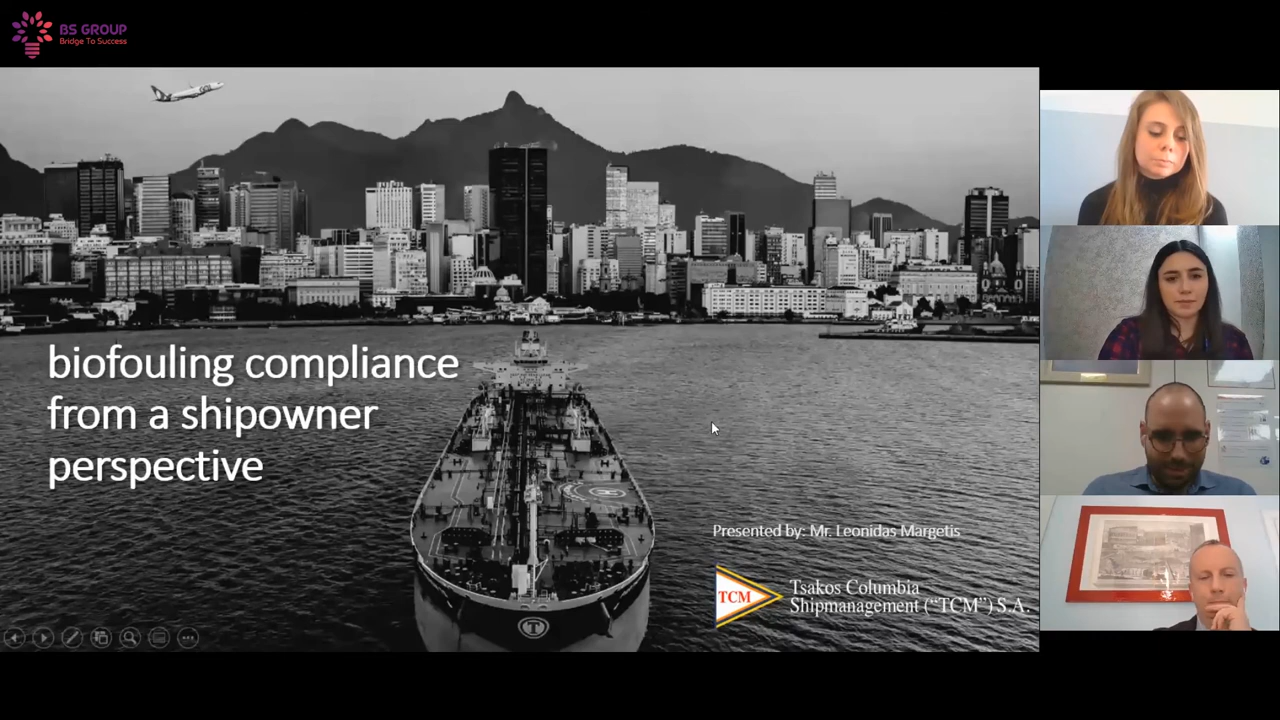 BS GROUP
Bridge To Success
biofouling compliance
from a shipowner
perspective
Presented by: Mr. Leonidas Margetis
TCM
Tsakos Columbia
Shipmanagement (“TCM”) S.A.
T